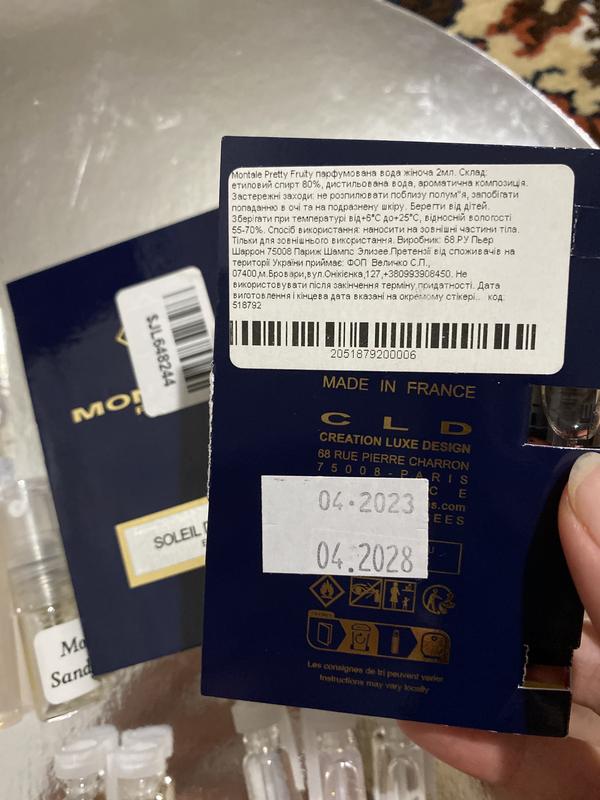 Montale Pretty Fruity парфумована вода жіноча 2мл. Склад:
етиловий спирт 80%, дистильована вода, ароматична композиція.
Застережні заходи: не розпилювати поблизу полум"я, запобігати
попаданню в очі та на подразнену шкіру. Берегти від дітей.
Зберігати при температурі від+5°C до+25°C, відносній вологості
55-70%. Спосіб використання: наносити на зовнішні частини тіла.
Тільки для зовнішнього використання. Виробник: 68.РУ Пьер
Шаррон 75008 Париж Шампс Элизее.Претензії від споживачів на
території України приймає: ФОП Величко С.Л.,
07400,м.Бровари,вул.Онікієнка,127,+380993908450. Не
використовувати після закінчення терміну придатності. Дата
виготовлення і кінцева дата вказані на окремому стікері.. код:
518792
2051879200006
MADE IN FRANCE
CLD
CREATION LUXE DESIGN
68 RUE PIERRE CHARRON
75008-PARIS
C E
s.com
SEES
04.2023
04.2028
Les consignes de tri peuvent varier
Instructions may vary locally
SJL648244
MO
SOLEIL D
Mo
Sand